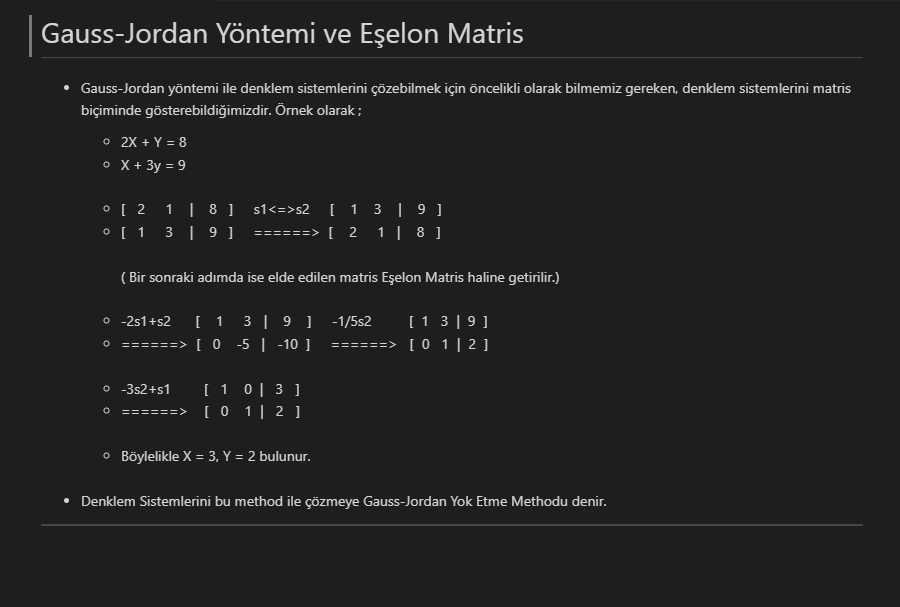 Gauss-Jordan Yöntemi ve Eşelon Matris
Gauss-Jordan yöntemi ile denklem sistemlerini çözebilmek için öncelikli olarak bilmemiz gereken, denklem sistemlerini matris
biçiminde gösterebildiğimizdir. Örnek olarak ;
2X + Y = 8
X + 3y = 9
[ 2 1 | 8 ] s1<=>s2 [ 1 3 | 9 ]
[ 1 3 | 9 ] ======> [ 2 1 | 8 ]
( Bir sonraki adımda ise elde edilen matris Eşelon Matris haline getirilir.)
-2s1+s2 [ 1 3 | 9 ] -1/5s2 [ 1 3 | 9 ]
======> [ 0 -5 | -10 ] ======> [ 0 1 | 2 ]
-3s2+s1 [ 1 0 | 3 ]
======> [ 0 1 | 2 ]
Böylelikle X = 3, Y = 2 bulunur.
Denklem Sistemlerini bu method ile çözmeye Gauss-Jordan Yok Etme Methodu denir.